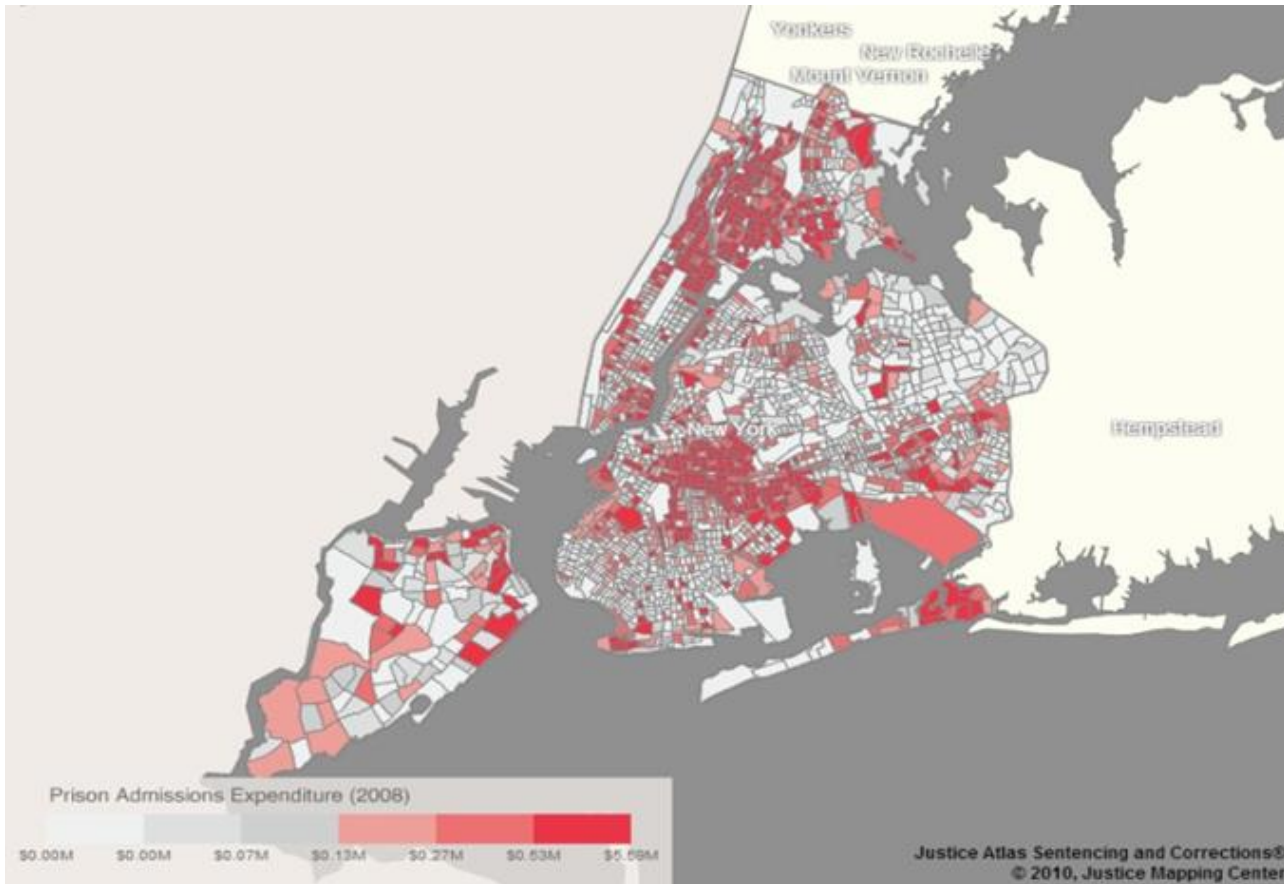 Yonkers
New Rochelle
Mount Vernon
New York
Hempstead
Prison Admissions Expenditure (2008)
$0.00M $0.00M $0.07M $0.13M $0.27M $0.53M $5.59M
Justice Atlas Sentencing and Corrections®
© 2010, Justice Mapping Center